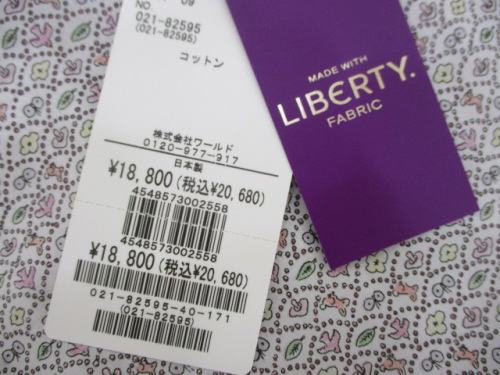 NO.
021-82595
(021-82595)
コットン
株式会社ワールド
0120-977-917
日本製
¥18,800(税込¥20,680)
4548573002558
4548573002558
¥18,800(税込¥20,680)
021-82595-40-171
(021-82595)
MADE WITH
LIBERTY.
FABRIC